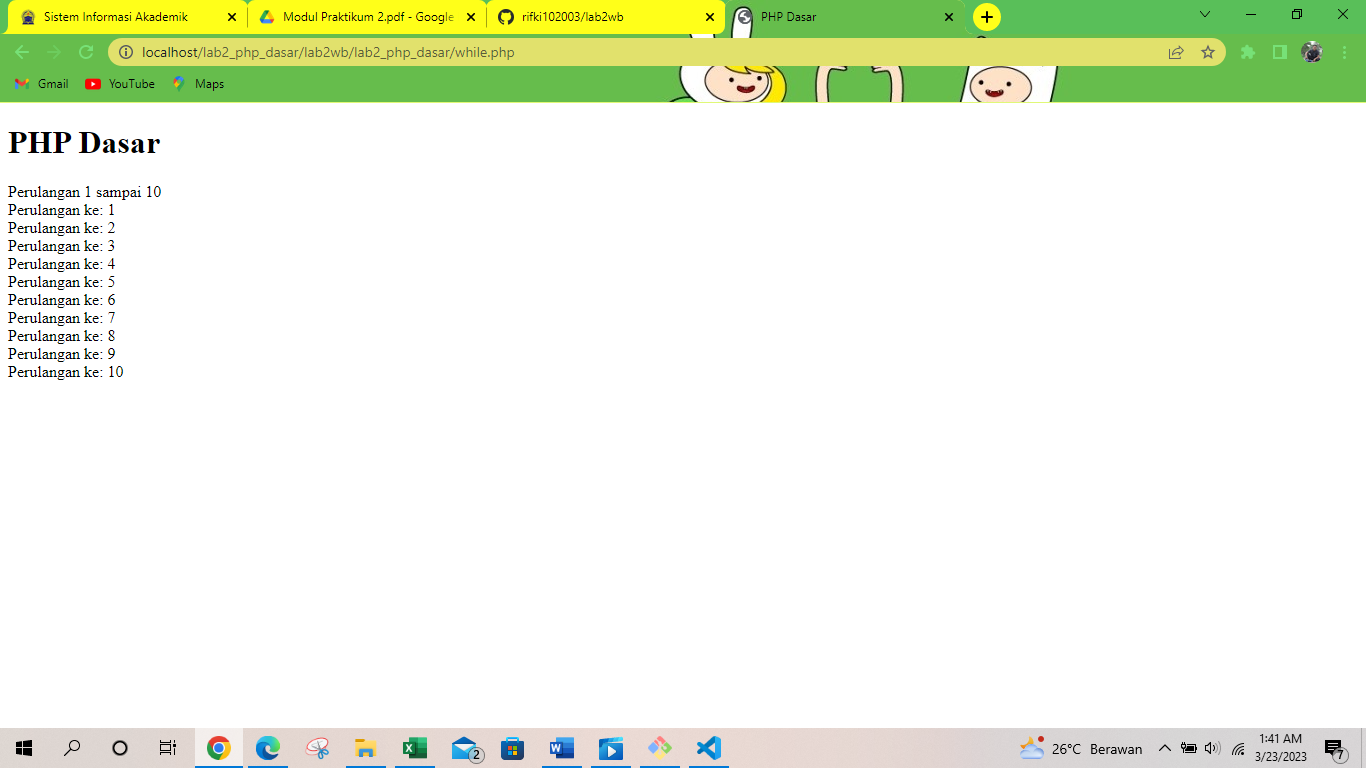 Sistem Informasi Akademik
Modul Praktikum 2.pdf - Google
rifki102003/lab2wb
PHP Dasar
localhost/lab2_php_dasar/lab2wb/lab2_php_dasar/while.php
Gmail
YouTube
Maps
PHP Dasar
Perulangan 1 sampai 10
Perulangan ke: 1
Perulangan ke: 2
Perulangan ke: 3
Perulangan ke: 4
Perulangan ke: 5
Perulangan ke: 6
Perulangan ke: 7
Perulangan ke: 8
Perulangan ke: 9
Perulangan ke: 10
2
26°C Berawan
1:41 AM
3/23/2023
7